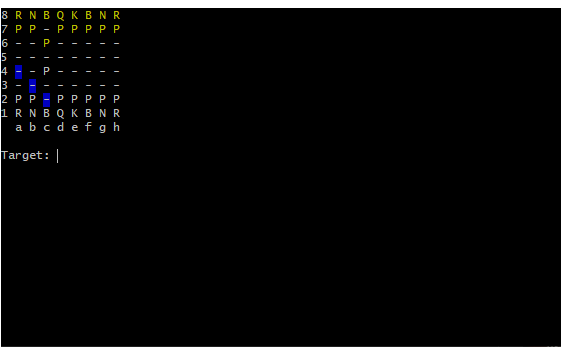 8 R N B Q K B N R
7 P P - P P P P P
6 - - P - - - - -
5 - - - - - - - -
4 - - P - - - - -
3 - - - - - - - -
2 P P - P P P P P
1 R N B Q K B N R
a b c d e f g h
Target: